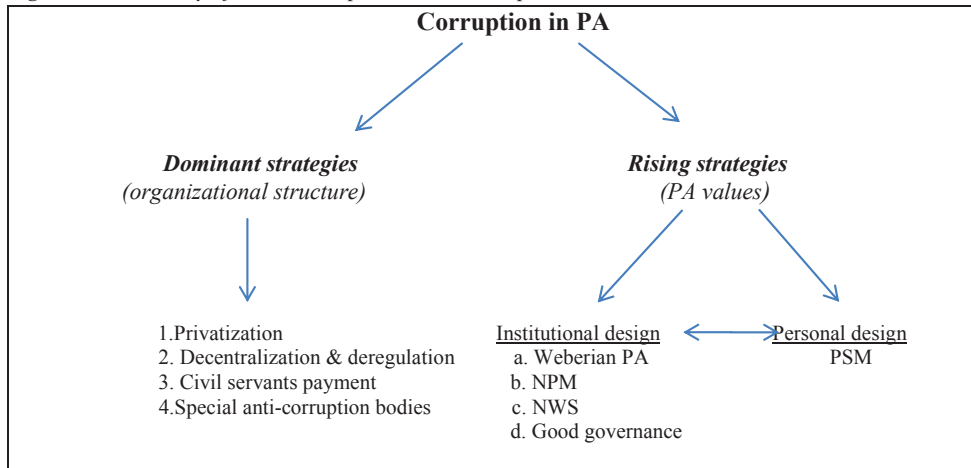 Corruption in PA
Dominant strategies
(organizational structure)
Rising strategies
(PA values)
1.Privatization
2. Decentralization & deregulation
3. Civil servants payment
4.Special anti-corruption bodies
Institutional design
a. Weberian PA
b. NPM
c. NWS
d. Good governance
Personal design
PSM